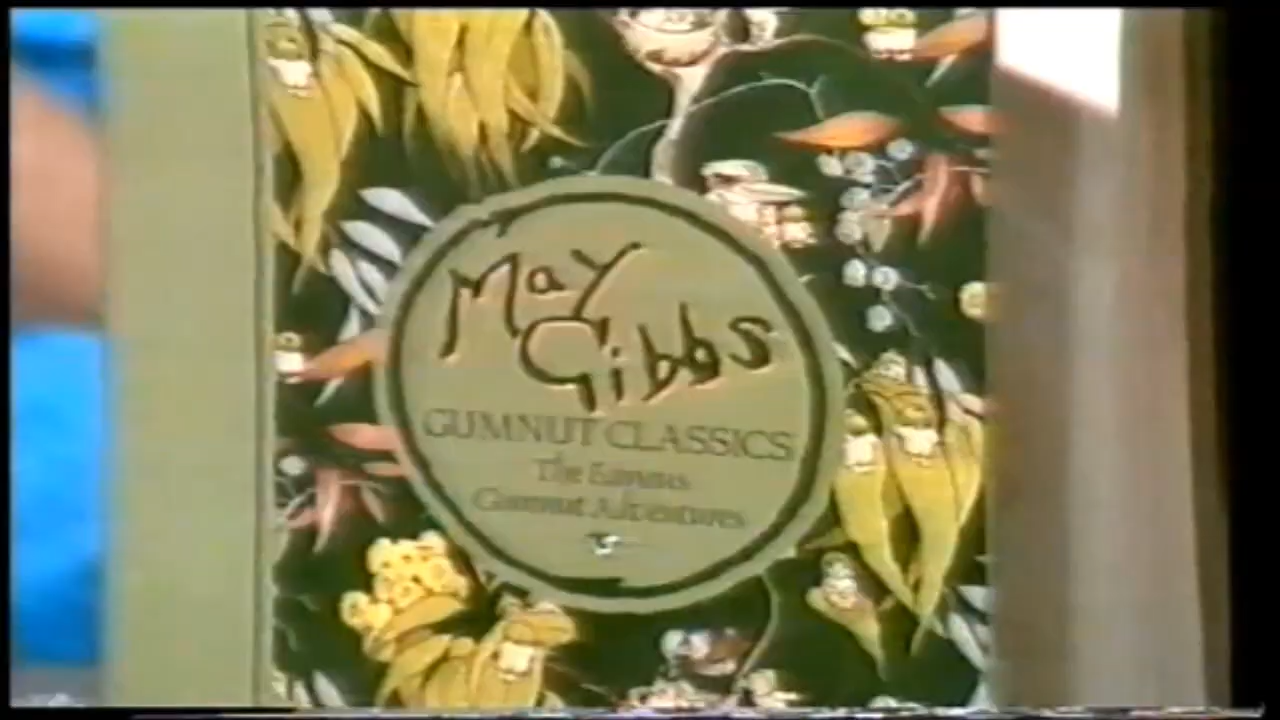 May
Gibbs
GUMNUT CLASSICS
The Famous
Gumnut Adventures